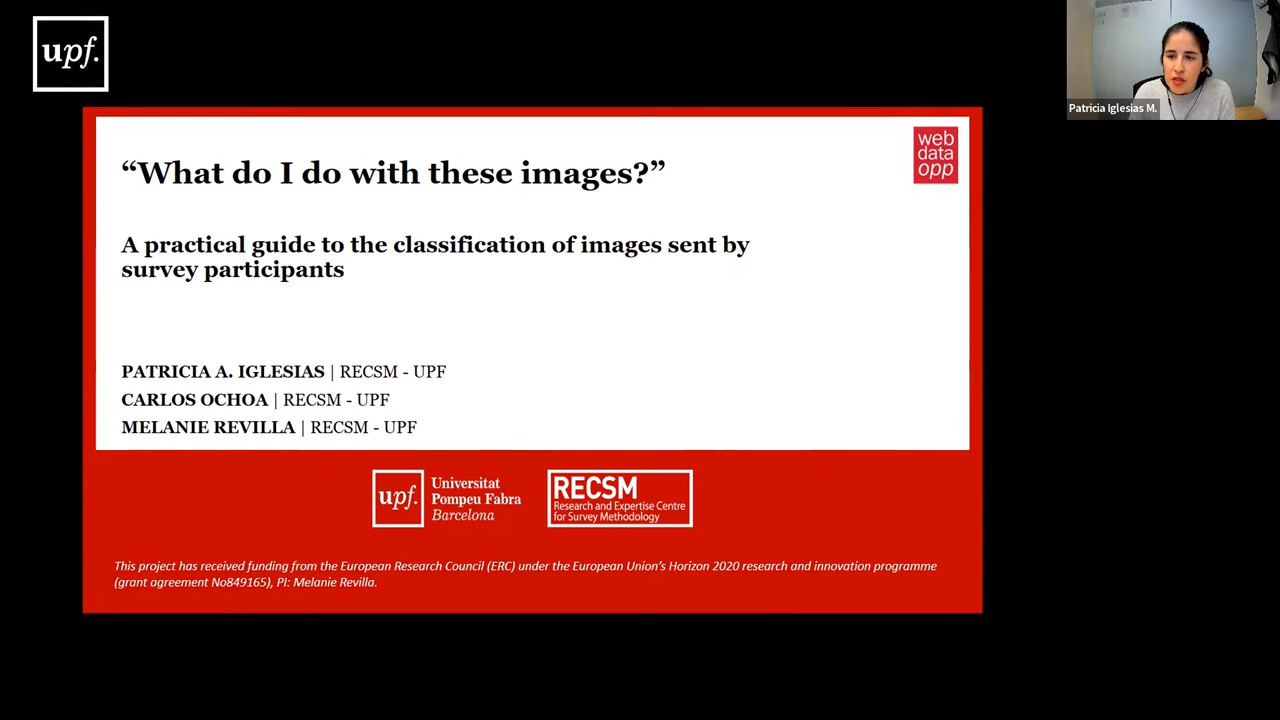 upf.
Patricia Iglesias M.
web
data
opp
“What do I do with these images?”
A practical guide to the classification of images sent by
survey participants
PATRICIA A. IGLESIAS | RECSM - UPF
CARLOS OCHOA | RECSM - UPF
MELANIE REVILLA | RECSM - UPF
upf.
Universitat
Pompeu Fabra
Barcelona
RECSM
Research and Expertise Centre
for Survey Methodology
This project has received funding from the European Research Council (ERC) under the European Union’s Horizon 2020 research and innovation programme
(grant agreement No849165), PI: Melanie Revilla.